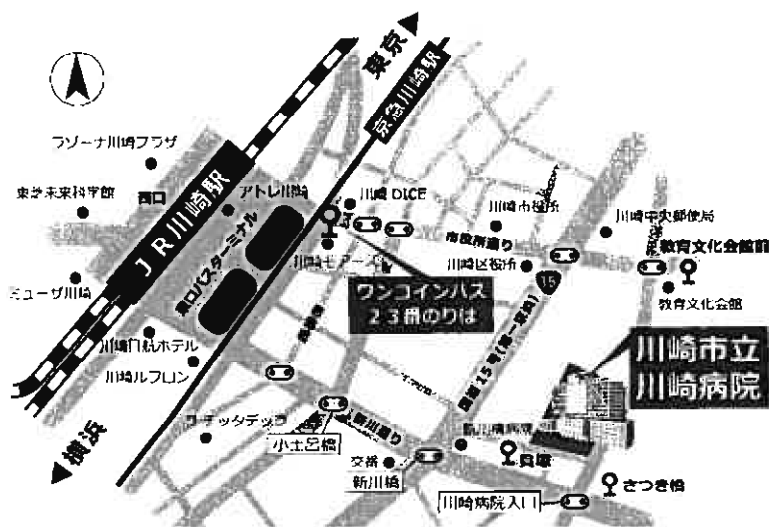 東京
京急川崎駅
ラゾーナ川崎プラザ
東芝未来科学館
西口
アトレ川崎
川崎 DICE
JR川崎駅
東口バスターミナル
川崎市役所
川崎中央郵便局
市役所通り
教育文化会館前
川崎モアーズ
川崎区役所
15
教育文化会館
ミューザ川崎
ワンコインバス
23番のりば
川崎日航ホテル
川崎ルフロン
国道15号(第一京浜)
川崎市立
川崎病院
横浜
小土呂橋
新川通り
交番
新川橋
新川橋病院
貝塚
川崎病院入口
さつき橋